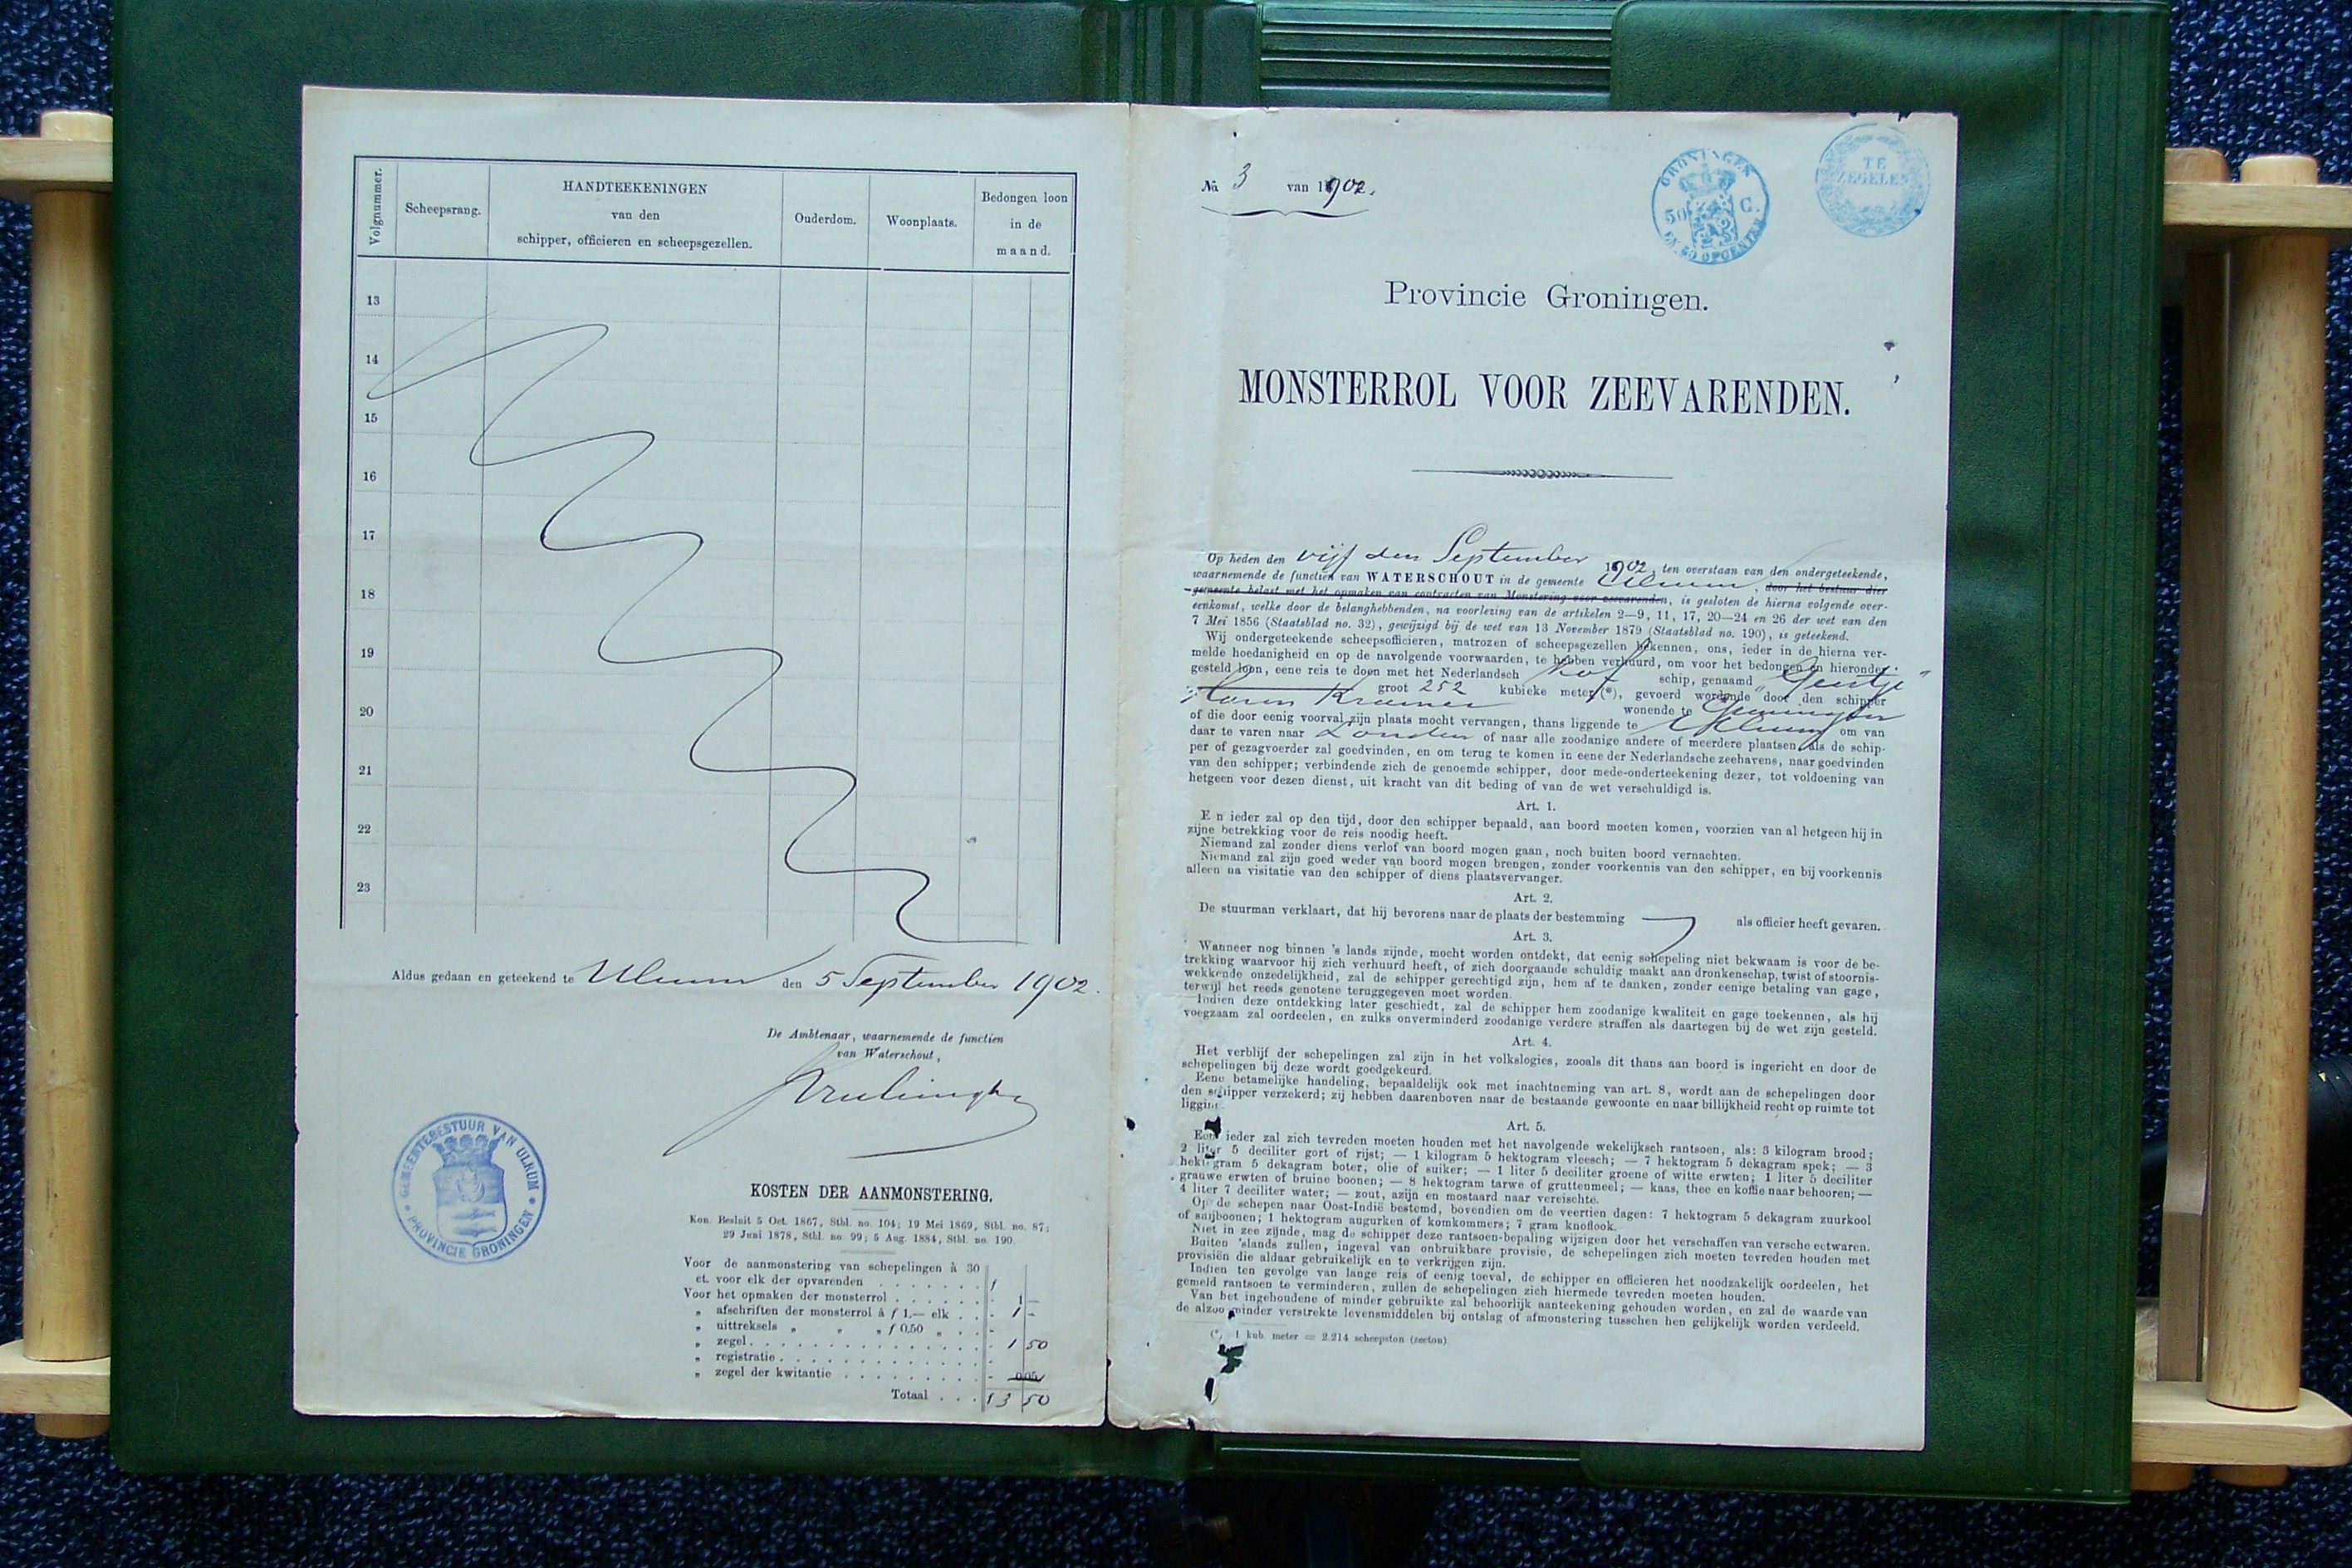 Volgnummer.
Scheepsrang.
HANDTEEKENINGEN
van den
schipper, officieren en scheepsgezellen.
Ouderdom.
Woonplaats.
Bedongen loon
in de
maand.
13
14
15
16
17
18
19
20
21
22
23
Aldus gedaan en geteekend te Ulrum den 5 September 1902.
De Ambtenaar, waarnemende de functien
van Waterschout,
GEMEENTEBESTUUR VAN ULRUM
PROVINCIE GRONINGEN
KOSTEN DER AANMONSTERING.
Kon. Besluit 5 Oct. 1867, Stbl. no. 104; 19 Mei 1869, Stbl. no. 87;
29 Juni 1878, Stbl. no. 99; 5 Aug. 1884, Stbl. no. 190.
Voor de aanmonstering van schepelingen à 30
ct. voor elk der opvarenden . . . . . . . f
Voor het opmaken der monsterrol . . . . . . - 1 —
„ afschriften der monsterrol à f 1.— elk . . - 1 -
„ uittreksels „ „ „ f 0.50 „ . . -
„ zegel . . . . . . . . . . . . . . . - 1 50
„ registratie . . . . . . . . . . . . . -
„ zegel der kwitantie . . . . . . . . . - 0.05
Totaal . . . f 3 50
No. 3 van 1902.
GRONINGEN
50 C.
EN 50 OPCENTEN
TE
ZEGELEN
Provincie Groningen.
MONSTERROL VOOR ZEEVARENDEN.
Op heden den vijf den September 1902, ten overstaan van den ondergeteekende,
waarnemende de functien van WATERSCHOUT in de gemeente Ulrum, door het bestuur dier
gemeente belast met het opmaken van contracten van Monstering voor zeevarenden, is gesloten de hierna volgende over-
eenkomst, welke door de belanghebbenden, na voorlezing van de artikelen 2—9, 11, 17, 20—24 en 26 der wet van den
7 Mei 1856 (Staatsblad no. 32), gewijzigd bij de wet van 13 November 1879 (Staatsblad no. 190), is geteekend.
Wij ondergeteekende scheepsofficieren, matrozen of scheepsgezellen bekennen, ons, ieder in de hierna ver-
melde hoedanigheid en op de navolgende voorwaarden, te hebben verhuurd, om voor het bedongen en hieronder
gesteld loon, eene reis te doen met het Nederlandsch kof schip, genaamd „Geertje"
groot 252 kubieke meter (*), gevoerd wordende door den schipper
Harm Kramer wonende te Groningen
of die door eenig voorval zijn plaats mocht vervangen, thans liggende te Ulrum om van
daar te varen naar Londen of naar alle zoodanige andere of meerdere plaatsen als de schip-
per of gezagvoerder zal goedvinden, en om terug te komen in eene der Nederlandsche zeehavens, naar goedvinden
van den schipper; verbindende zich de genoemde schipper, door mede-onderteekening dezer, tot voldoening van
hetgeen voor dezen dienst, uit kracht van dit beding of van de wet verschuldigd is.
Art. 1.
E n ieder zal op den tijd, door den schipper bepaald, aan boord moeten komen, voorzien van al hetgeen hij in
zijne betrekking voor de reis noodig heeft.
Niemand zal zonder diens verlof van boord mogen gaan, noch buiten boord vernachten.
Niemand zal zijn goed weder van boord mogen brengen, zonder voorkennis van den schipper, en bij voorkennis
alleen na visitatie van den schipper of diens plaatsvervanger.
Art. 2.
De stuurman verklaart, dat hij bevorens naar de plaats der bestemming als officier heeft gevaren.
Art. 3.
Wanneer nog binnen 's lands zijnde, mocht worden ontdekt, dat eenig schepeling niet bekwaam is voor de be-
trekking waarvoor hij zich verhuurd heeft, of zich doorgaande schuldig maakt aan dronkenschap, twist of stoornis-
wekkende onzedelijkheid, zal de schipper gerechtigd zijn, hem af te danken, zonder eenige betaling van gage,
terwijl het reeds genotene teruggegeven moet worden.
Indien deze ontdekking later geschiedt, zal de schipper hem zoodanige kwaliteit en gage toekennen, als hij
voegzaam zal oordeelen, en zulks onverminderd zoodanige verdere straffen als daartegen bij de wet zijn gesteld.
Art. 4.
Het verblijf der schepelingen zal zijn in het volkslogies, zooals dit thans aan boord is ingericht en door de
schepelingen bij deze wordt goedgekeurd.
Eene betamelijke handeling, bepaaldelijk ook met inachtneming van art. 8, wordt aan de schepelingen door
den schipper verzekerd; zij hebben daarenboven naar de bestaande gewoonte en naar billijkheid recht op ruimte tot
ligging.
Art. 5.
Een ieder zal zich tevreden moeten houden met het navolgende wekelijksch rantsoen, als: 3 kilogram brood;
2 liter 5 deciliter gort of rijst; — 1 kilogram 5 hektogram vleesch; — 7 hektogram 5 dekagram spek; — 3
hektogram 5 dekagram boter, olie of suiker; — 1 liter 5 deciliter groene of witte erwten; 1 liter 5 deciliter
grauwe erwten of bruine boonen; — 8 hektogram tarwe of gruttenmeel; — kaas, thee en koffie naar behooren; —
4 liter 7 deciliter water; — zout, azijn en mostaard naar vereischte.
Op de schepen naar Oost-Indië bestemd, bovendien om de veertien dagen: 7 hektogram 5 dekagram zuurkool
of snijboonen; 1 hektogram augurken of komkommers; 7 gram knoflook.
Niet in zee zijnde, mag de schipper deze rantsoen-bepaling wijzigen door het verschaffen van versche eetwaren.
Buiten 'slands zullen, ingeval van onbruikbare provisie, de schepelingen zich moeten tevreden houden met
provisiën die aldaar gebruikelijk en te verkrijgen zijn.
Indien ten gevolge van lange reis of eenig toeval, de schipper en officieren het noodzakelijk oordeelen, het
gemeld rantsoen te verminderen, zullen de schepelingen zich hiermede tevreden moeten houden.
Van het ingehoudene of minder gebruikte zal behoorlijk aanteekening gehouden worden, en zal de waarde van
de alzoo minder verstrekte levensmiddelen bij ontslag of afmonstering tusschen hen gelijkelijk worden verdeeld.
(*) 1 kub. meter = 2.214 scheepston (zeeton).